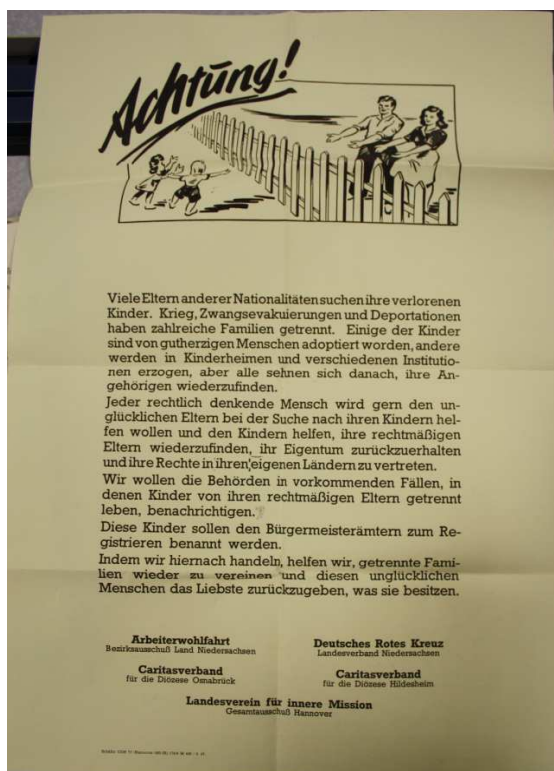 Achtung!
Viele Eltern anderer Nationalitäten suchen ihre verlorenen
Kinder. Krieg, Zwangsevakuierungen und Deportationen
haben zahlreiche Familien getrennt. Einige der Kinder
sind von gutherzigen Menschen adoptiert worden, andere
werden in Kinderheimen und verschiedenen Institutio-
nen erzogen, aber alle sehnen sich danach, ihre An-
gehörigen wiederzufinden.
Jeder rechtlich denkende Mensch wird gern den un-
glücklichen Eltern bei der Suche nach ihren Kindern hel-
fen wollen und den Kindern helfen, ihre rechtmäßigen
Eltern wiederzufinden, ihr Eigentum zurückzuerhalten
und ihre Rechte in ihren eigenen Ländern zu vertreten.
Wir wollen die Behörden in vorkommenden Fällen, in
denen Kinder von ihren rechtmäßigen Eltern getrennt
leben, benachrichtigen.
Diese Kinder sollen den Bürgermeisterämtern zum Re-
gistrieren benannt werden.
Indem wir hiernach handeln, helfen wir, getrennte Fami-
lien wieder zu vereinen und diesen unglücklichen
Menschen das Liebste zurückzugeben, was sie besitzen.
Arbeiterwohlfahrt
Bezirksausschuß Land Niedersachsen
Deutsches Rotes Kreuz
Landesverband Niedersachsen
Caritasverband
für die Diözese Osnabrück
Caritasverband
für die Diözese Hildesheim
Landesverein für innere Mission
Gesamtausschuß Hannover